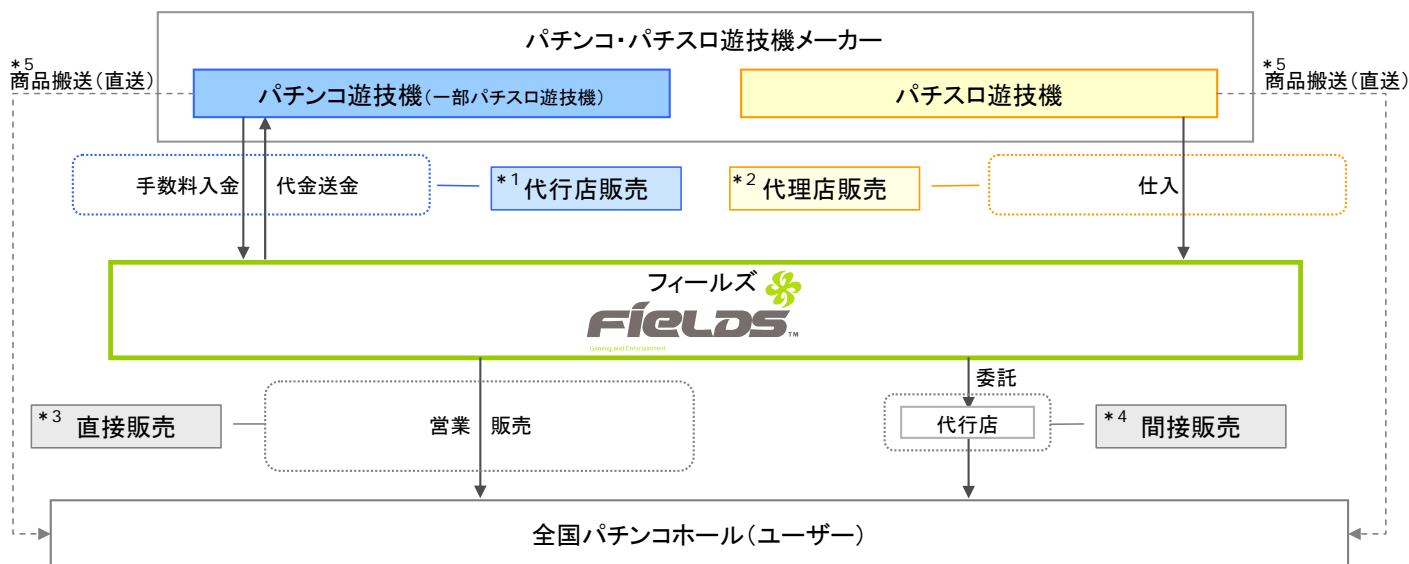 パチンコ・パチスロ遊技機メーカー
*5
商品搬送（直送）
パチンコ遊技機（一部パチスロ遊技機）
パチスロ遊技機
*5
商品搬送（直送）
手数料入金
代金送金
*1 代行店販売
*2 代理店販売
仕入
フィールズ
FIELDS™
Gaming and Entertainment
*3 直接販売
営業
販売
委託
代行店
*4 間接販売
全国パチンコホール（ユーザー）